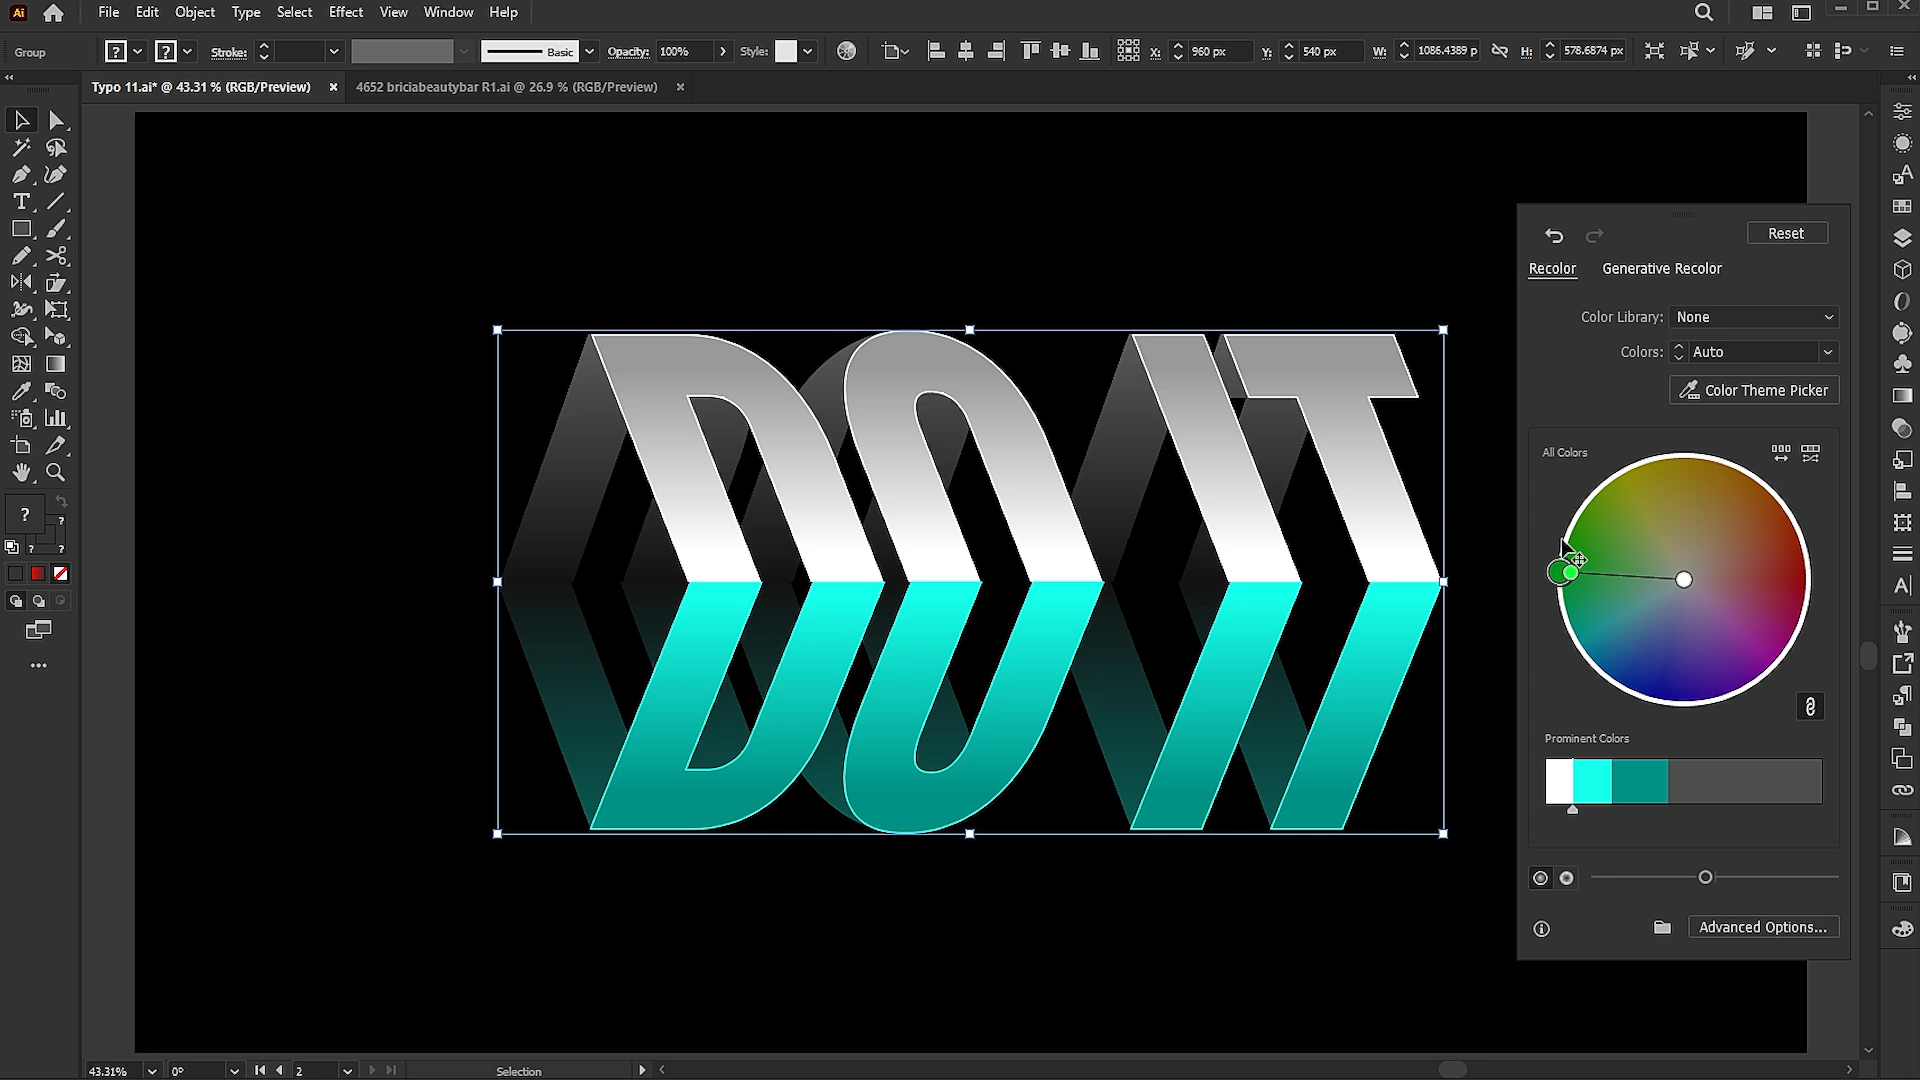 Ai File Edit Object Type Select Effect View Window Help
Group ? ? Stroke: Basic Opacity: 100% Style: X: 960 px Y: 540 px W: 1086.4389 p H: 578.6874 px
Typo 11.ai* @ 43.31 % (RGB/Preview) × 4652 briciabeautybar R1.ai @ 26.9 % (RGB/Preview) ×
Reset
Recolor Generative Recolor
Color Library: None
Colors: Auto
Color Theme Picker
All Colors
DO IT
Prominent Colors
Advanced Options...
? ? ? ?
43.31% 0° 2 Selection